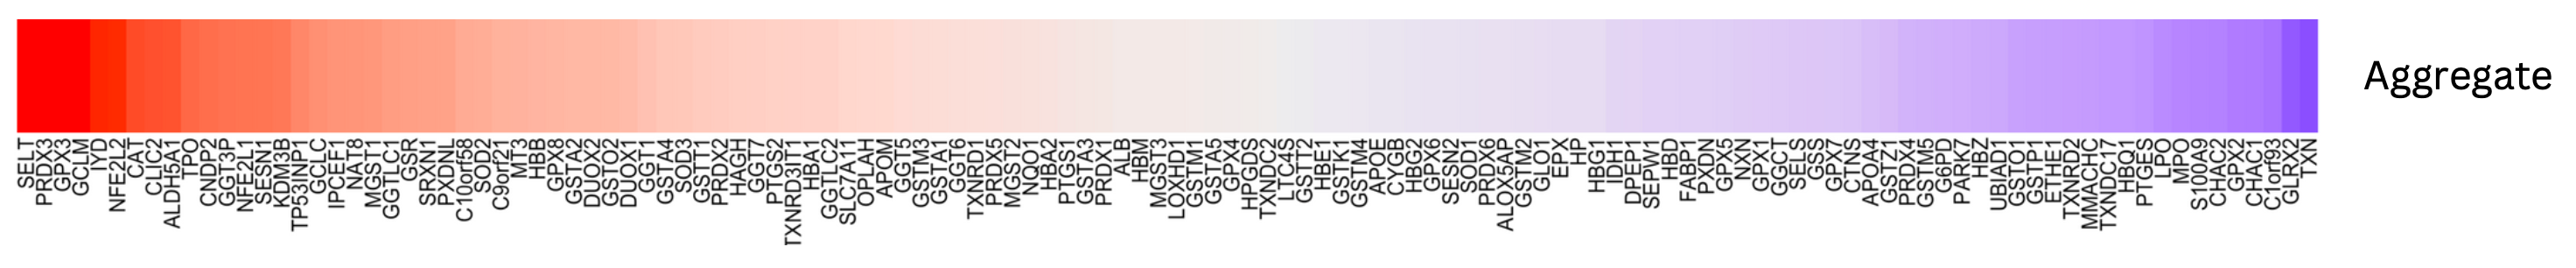 SELT
PRDX3
GPX3
GCLM
IYD
NFE2L2
CAT
CLIC2
ALDH5A1
TPO
CNDP2
GGT3P
NFE2L1
SESN1
KDM3B
TP53INP1
GCLC
IPCEF1
NAT8
MGST1
GGTLC1
GSR
SRXN1
PXDNL
C10orf58
SOD2
C9orf21
MT3
HBB
GPX8
GSTA2
DUOX2
GSTO2
DUOX1
GGT1
GSTA4
SOD3
GSTT1
PRDX2
HAGH
GGT7
PTGS2
TXNRD3IT1
HBA1
GGTLC2
SLC7A11
OPLAH
APOM
GGT5
GSTM3
GSTA1
GGT6
TXNRD1
PRDX5
MGST2
NQO1
HBA2
PTGS1
GSTA3
PRDX1
ALB
HBM
MGST3
LOXHD1
GSTM1
GSTA5
GPX4
HPGDS
TXNDC2
LTC4S
GSTT2
HBE1
GSTK1
GSTM4
APOE
CYGB
HBG2
GPX6
SESN2
SOD1
PRDX6
ALOX5AP
GSTM2
GLO1
EPX
HP
HBG1
IDH1
DPEP1
SEPW1
HBD
FABP1
PXDN
GPX5
NXN
GPX1
GGCT
SELS
GSS
GPX7
CTNS
APOA4
GSTZ1
PRDX4
GSTM5
G6PD
PARK7
HBZ
UBIAD1
GSTO1
GSTP1
ETHE1
TXNRD2
MMACHC
TXNDC17
HBQ1
PTGES
LPO
MPO
S100A9
CHAC2
GPX2
CHAC1
C1orf93
GLRX2
TXN
Aggregate